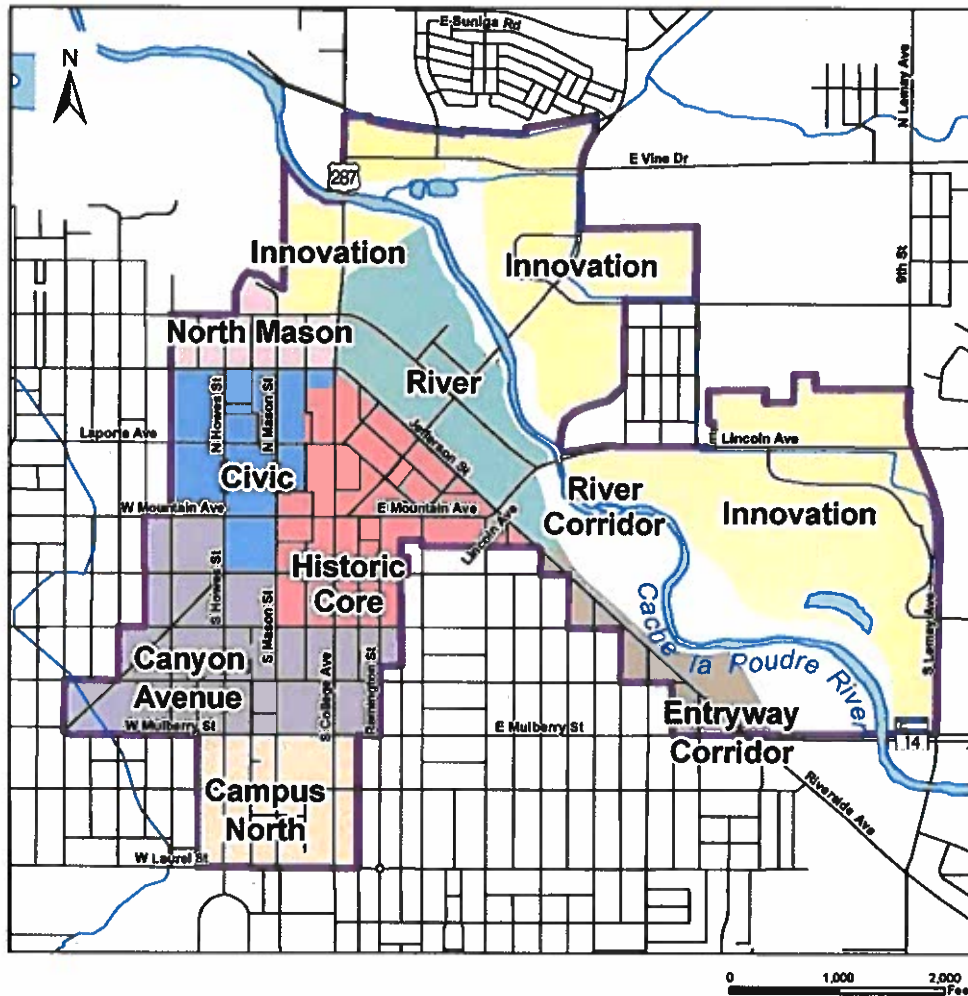 E Suniga Rd
N
N Lemay Ave
E Vine Dr
287
Innovation
Innovation
9th St
North Mason
River
N Howes St
N Mason St
Jefferson St
Laporte Ave
Lincoln Ave
Civic
River
Corridor
W Mountain Ave
E Mountain Ave
Lincoln Ave
Innovation
Historic
Core
S Howes St
S Mason St
Cache la Poudre River
S Lemay Ave
Canyon
Avenue
S College Ave
Remington St
W Mulberry St
E Mulberry St
Entryway
Corridor
14
Riverside Ave
Campus
North
W Laurel St
0 1,000 2,000
Fee